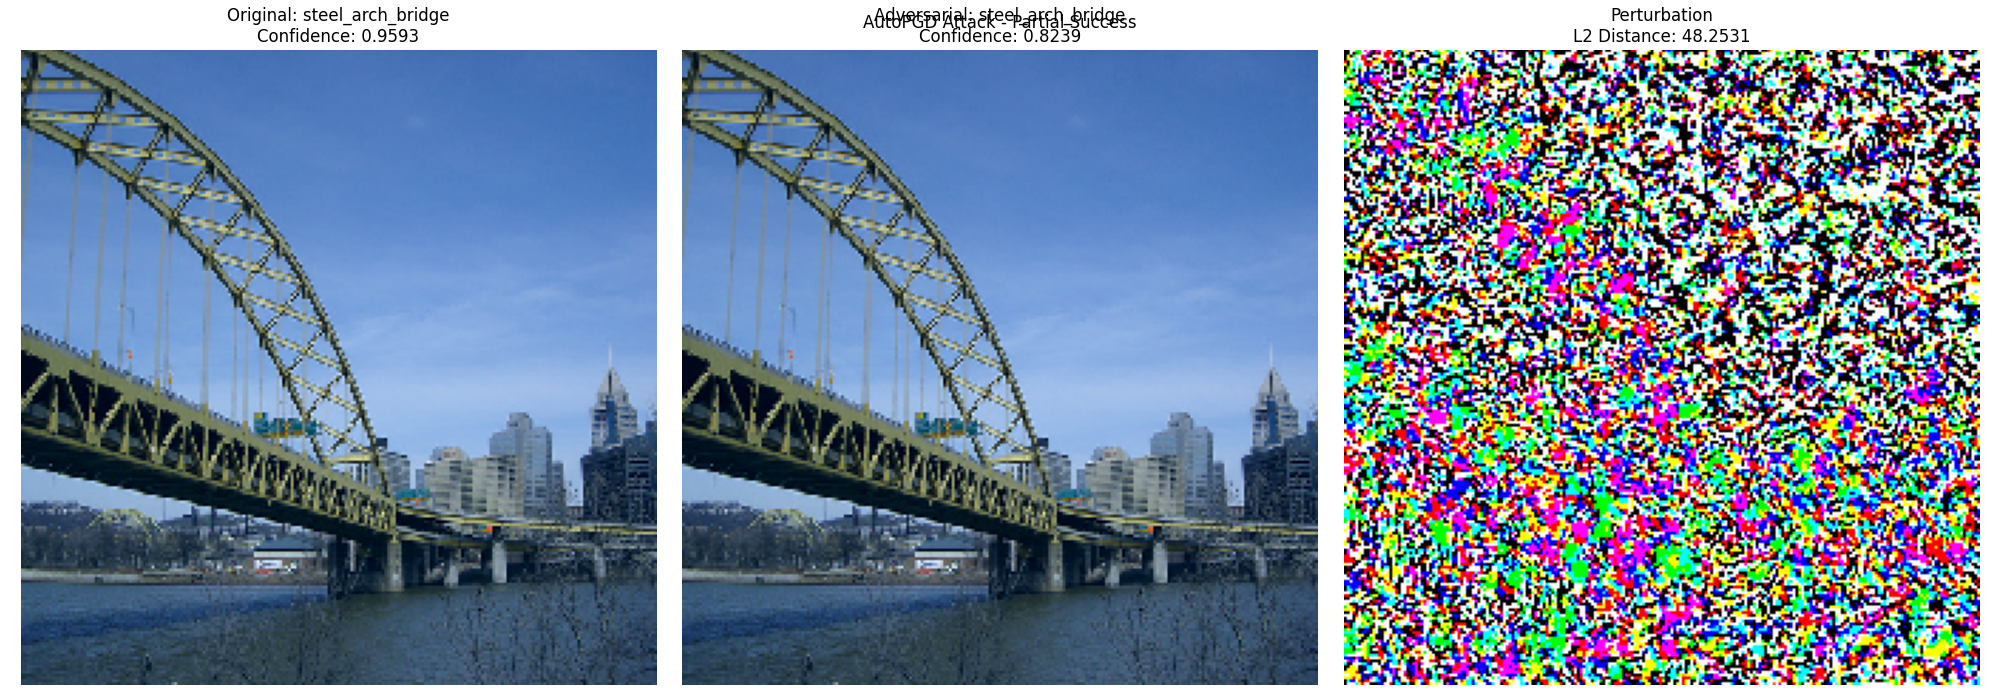 Original: steel_arch_bridge
Confidence: 0.9593
Adversarial: steel_arch_bridge
AutoPGD Attack - Partial Success
Confidence: 0.8239
Perturbation
L2 Distance: 48.2531